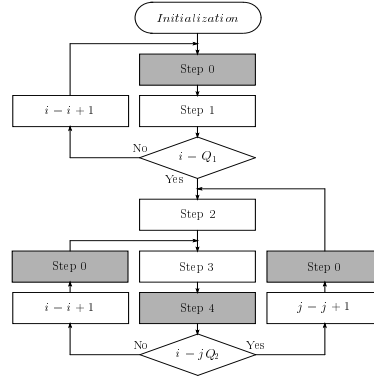 Initialization
Step 0
Step 1
i − i + 1
i − Q₁
No
Yes
Step 2
Step 0
Step 3
Step 0
i − i + 1
Step 4
j − j + 1
i − jQ₂
No
Yes